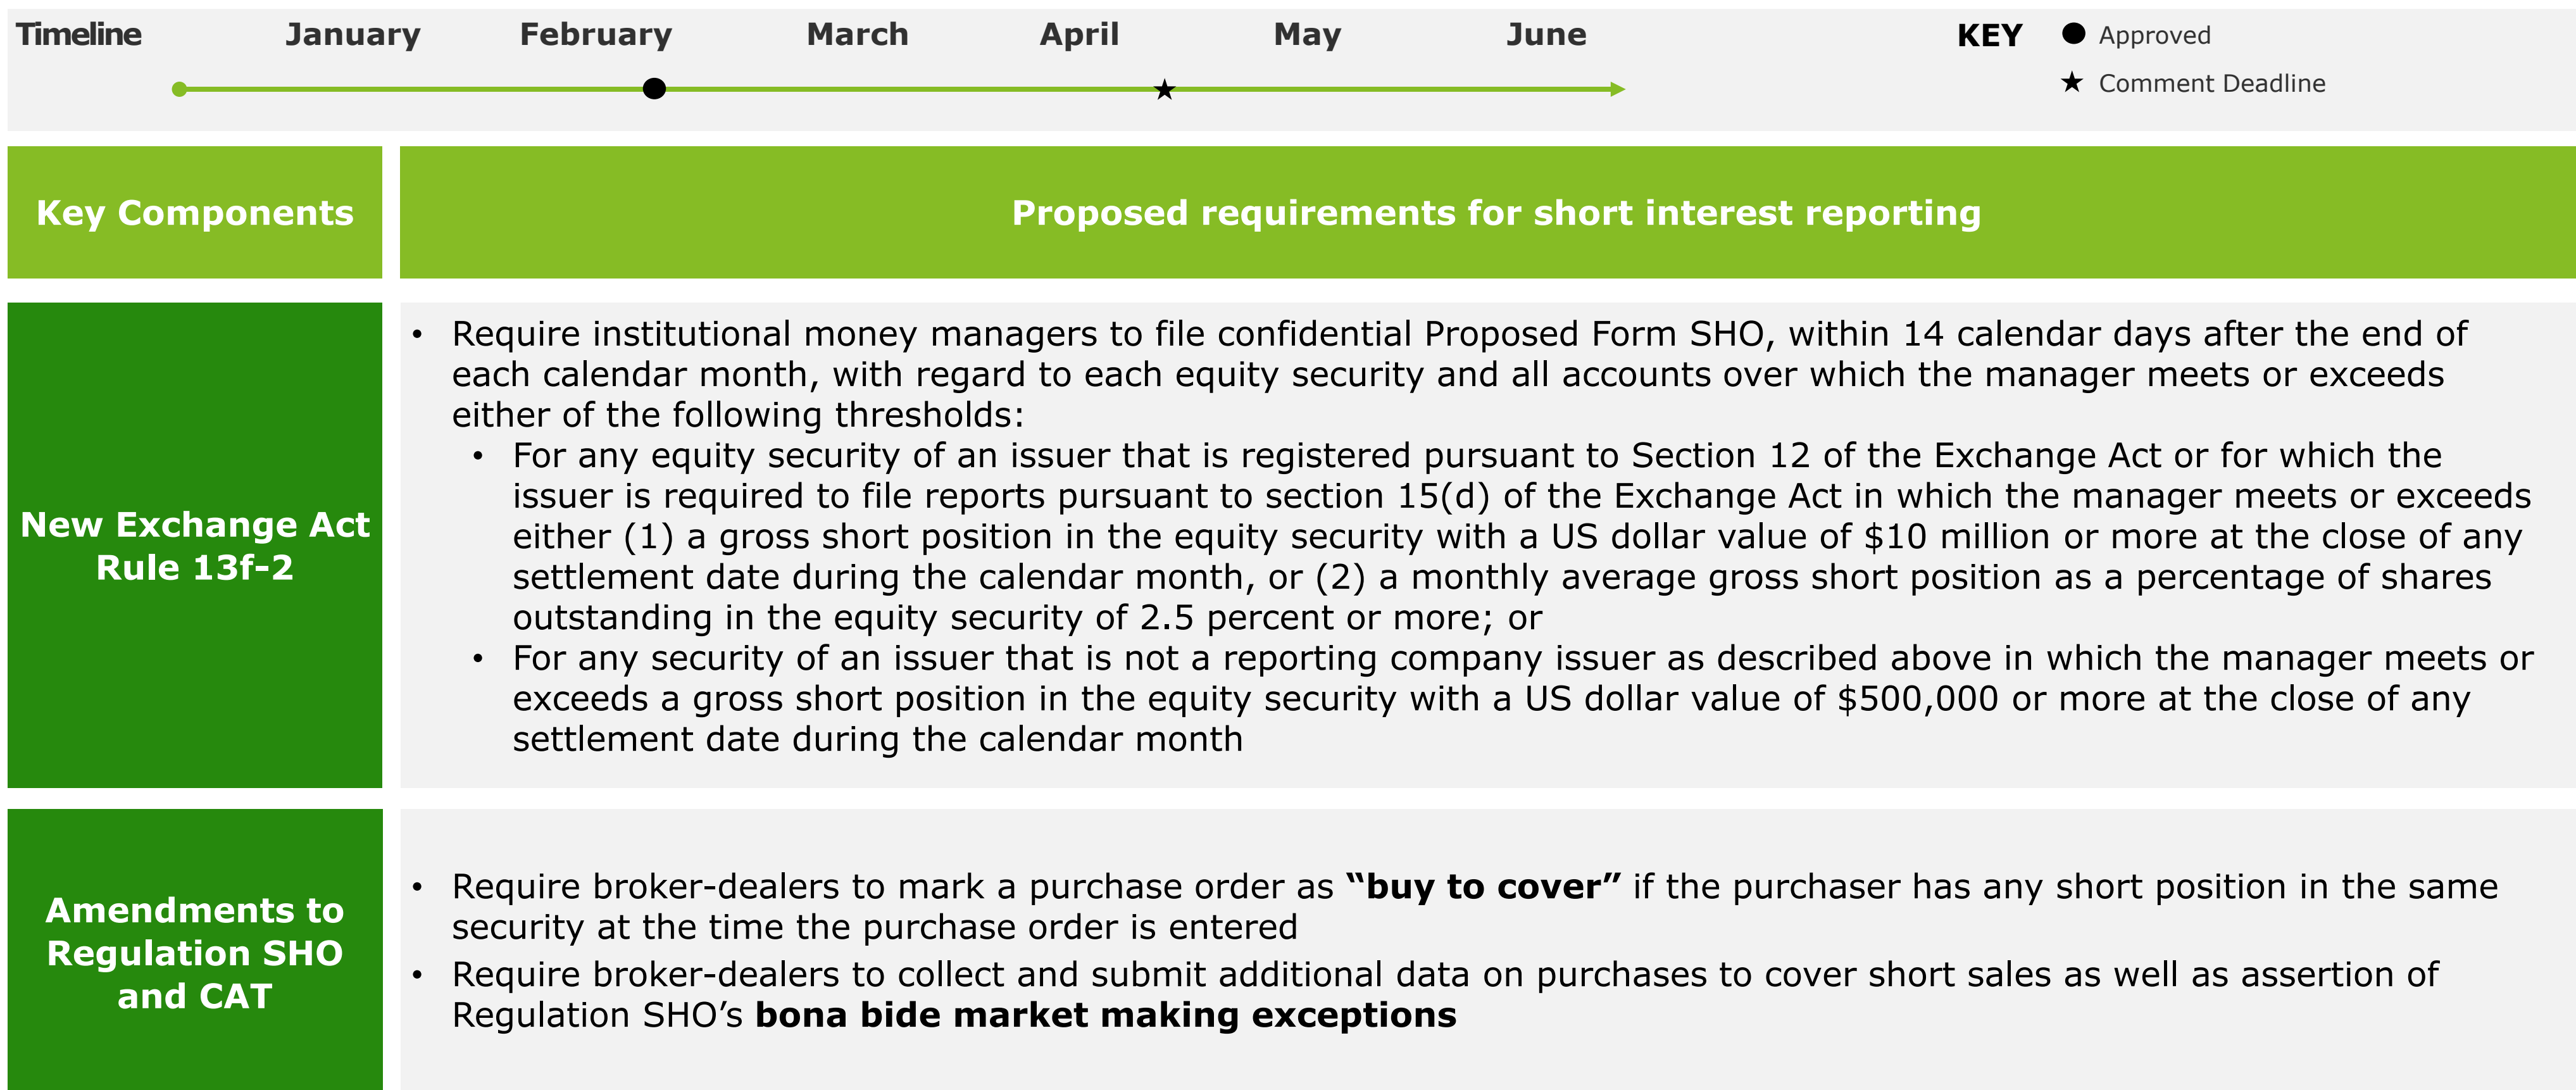 Timeline January February March April May June KEY ● Approved
★ Comment Deadline
Key Components
Proposed requirements for short interest reporting
New Exchange Act
Rule 13f-2
• Require institutional money managers to file confidential Proposed Form SHO, within 14 calendar days after the end of
each calendar month, with regard to each equity security and all accounts over which the manager meets or exceeds
either of the following thresholds:
• For any equity security of an issuer that is registered pursuant to Section 12 of the Exchange Act or for which the
issuer is required to file reports pursuant to section 15(d) of the Exchange Act in which the manager meets or exceeds
either (1) a gross short position in the equity security with a US dollar value of $10 million or more at the close of any
settlement date during the calendar month, or (2) a monthly average gross short position as a percentage of shares
outstanding in the equity security of 2.5 percent or more; or
• For any security of an issuer that is not a reporting company issuer as described above in which the manager meets or
exceeds a gross short position in the equity security with a US dollar value of $500,000 or more at the close of any
settlement date during the calendar month
Amendments to
Regulation SHO
and CAT
• Require broker-dealers to mark a purchase order as “buy to cover” if the purchaser has any short position in the same
security at the time the purchase order is entered
• Require broker-dealers to collect and submit additional data on purchases to cover short sales as well as assertion of
Regulation SHO’s bona bide market making exceptions